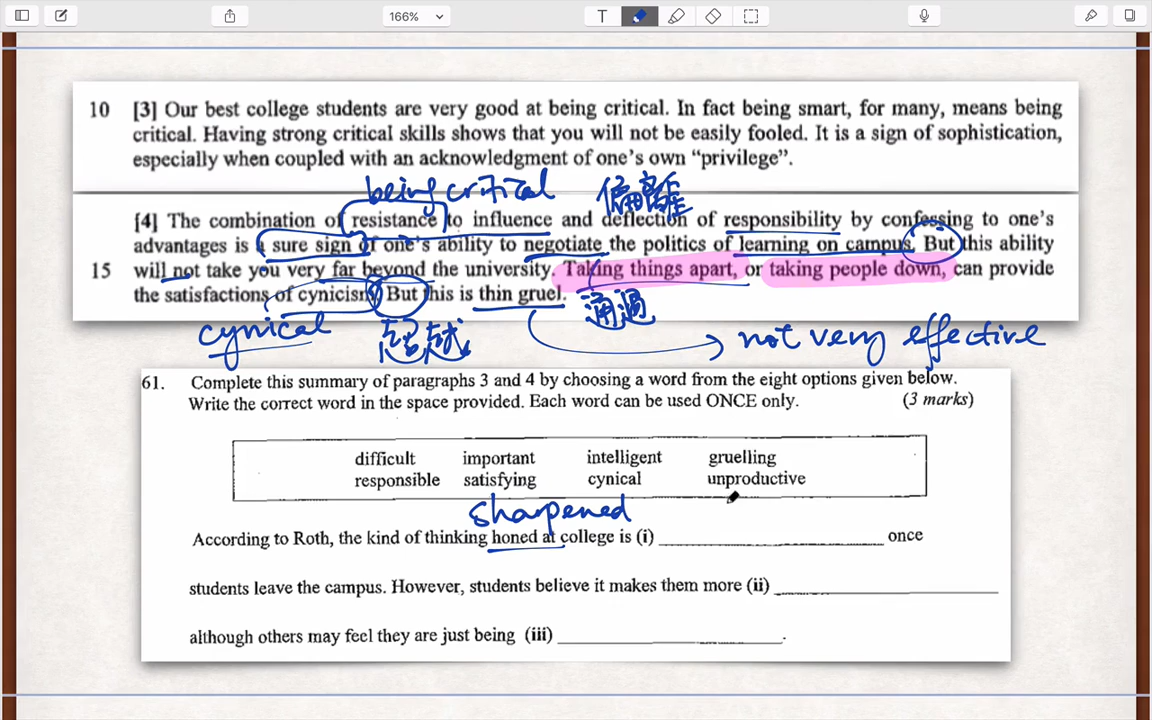 166%
10 [3] Our best college students are very good at being critical. In fact being smart, for many, means being
critical. Having strong critical skills shows that you will not be easily fooled. It is a sign of sophistication,
especially when coupled with an acknowledgment of one's own “privilege”.
being critical 偏離
[4] The combination of resistance to influence and deflection of responsibility by confessing to one's
advantages is a sure sign of one's ability to negotiate the politics of learning on campus. But this ability
15 will not take you very far beyond the university. Taking things apart, or taking people down, can provide
the satisfactions of cynicism. But this is thin gruel.
通過
cynical not very effective
61. Complete this summary of paragraphs 3 and 4 by choosing a word from the eight options given below.
Write the correct word in the space provided. Each word can be used ONCE only. (3 marks)
difficult important intelligent gruelling
responsible satisfying cynical unproductive
sharpened
According to Roth, the kind of thinking honed at college is (i) once
students leave the campus. However, students believe it makes them more (ii)
although others may feel they are just being (iii) .